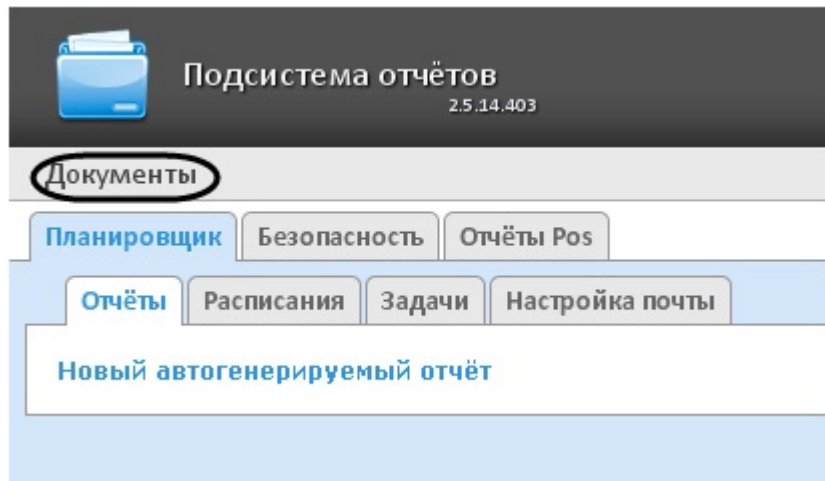 Подсистема отчётов
2.5.14.403
Документы
Планировщик Безопасность Отчёты Pos
Отчёты Расписания Задачи Настройка почты
Новый автогенерируемый отчёт